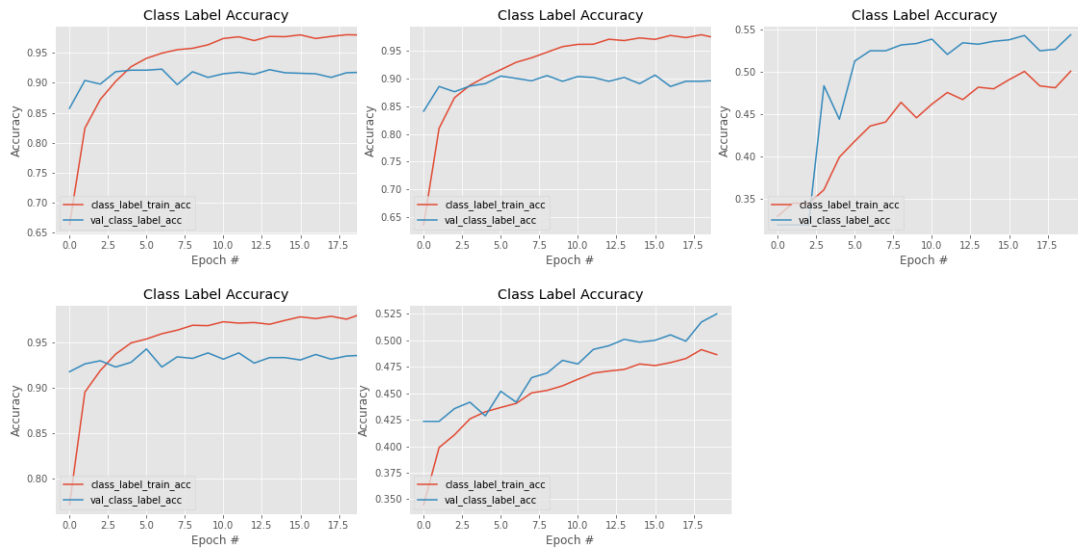 Class Label Accuracy
0.95
0.90
0.85
0.80
0.75
0.70
0.65
Accuracy
class_label_train_acc
val_class_label_acc
0.0 2.5 5.0 7.5 10.0 12.5 15.0 17.5
Epoch #
Class Label Accuracy
0.95
0.90
0.85
0.80
0.75
0.70
0.65
Accuracy
class_label_train_acc
val_class_label_acc
0.0 2.5 5.0 7.5 10.0 12.5 15.0 17.5
Epoch #
Class Label Accuracy
0.55
0.50
0.45
0.40
0.35
Accuracy
class_label_train_acc
val_class_label_acc
0.0 2.5 5.0 7.5 10.0 12.5 15.0 17.5
Epoch #
Class Label Accuracy
0.95
0.90
0.85
0.80
Accuracy
class_label_train_acc
val_class_label_acc
0.0 2.5 5.0 7.5 10.0 12.5 15.0 17.5
Epoch #
Class Label Accuracy
0.525
0.500
0.475
0.450
0.425
0.400
0.375
0.350
Accuracy
class_label_train_acc
val_class_label_acc
0.0 2.5 5.0 7.5 10.0 12.5 15.0 17.5
Epoch #